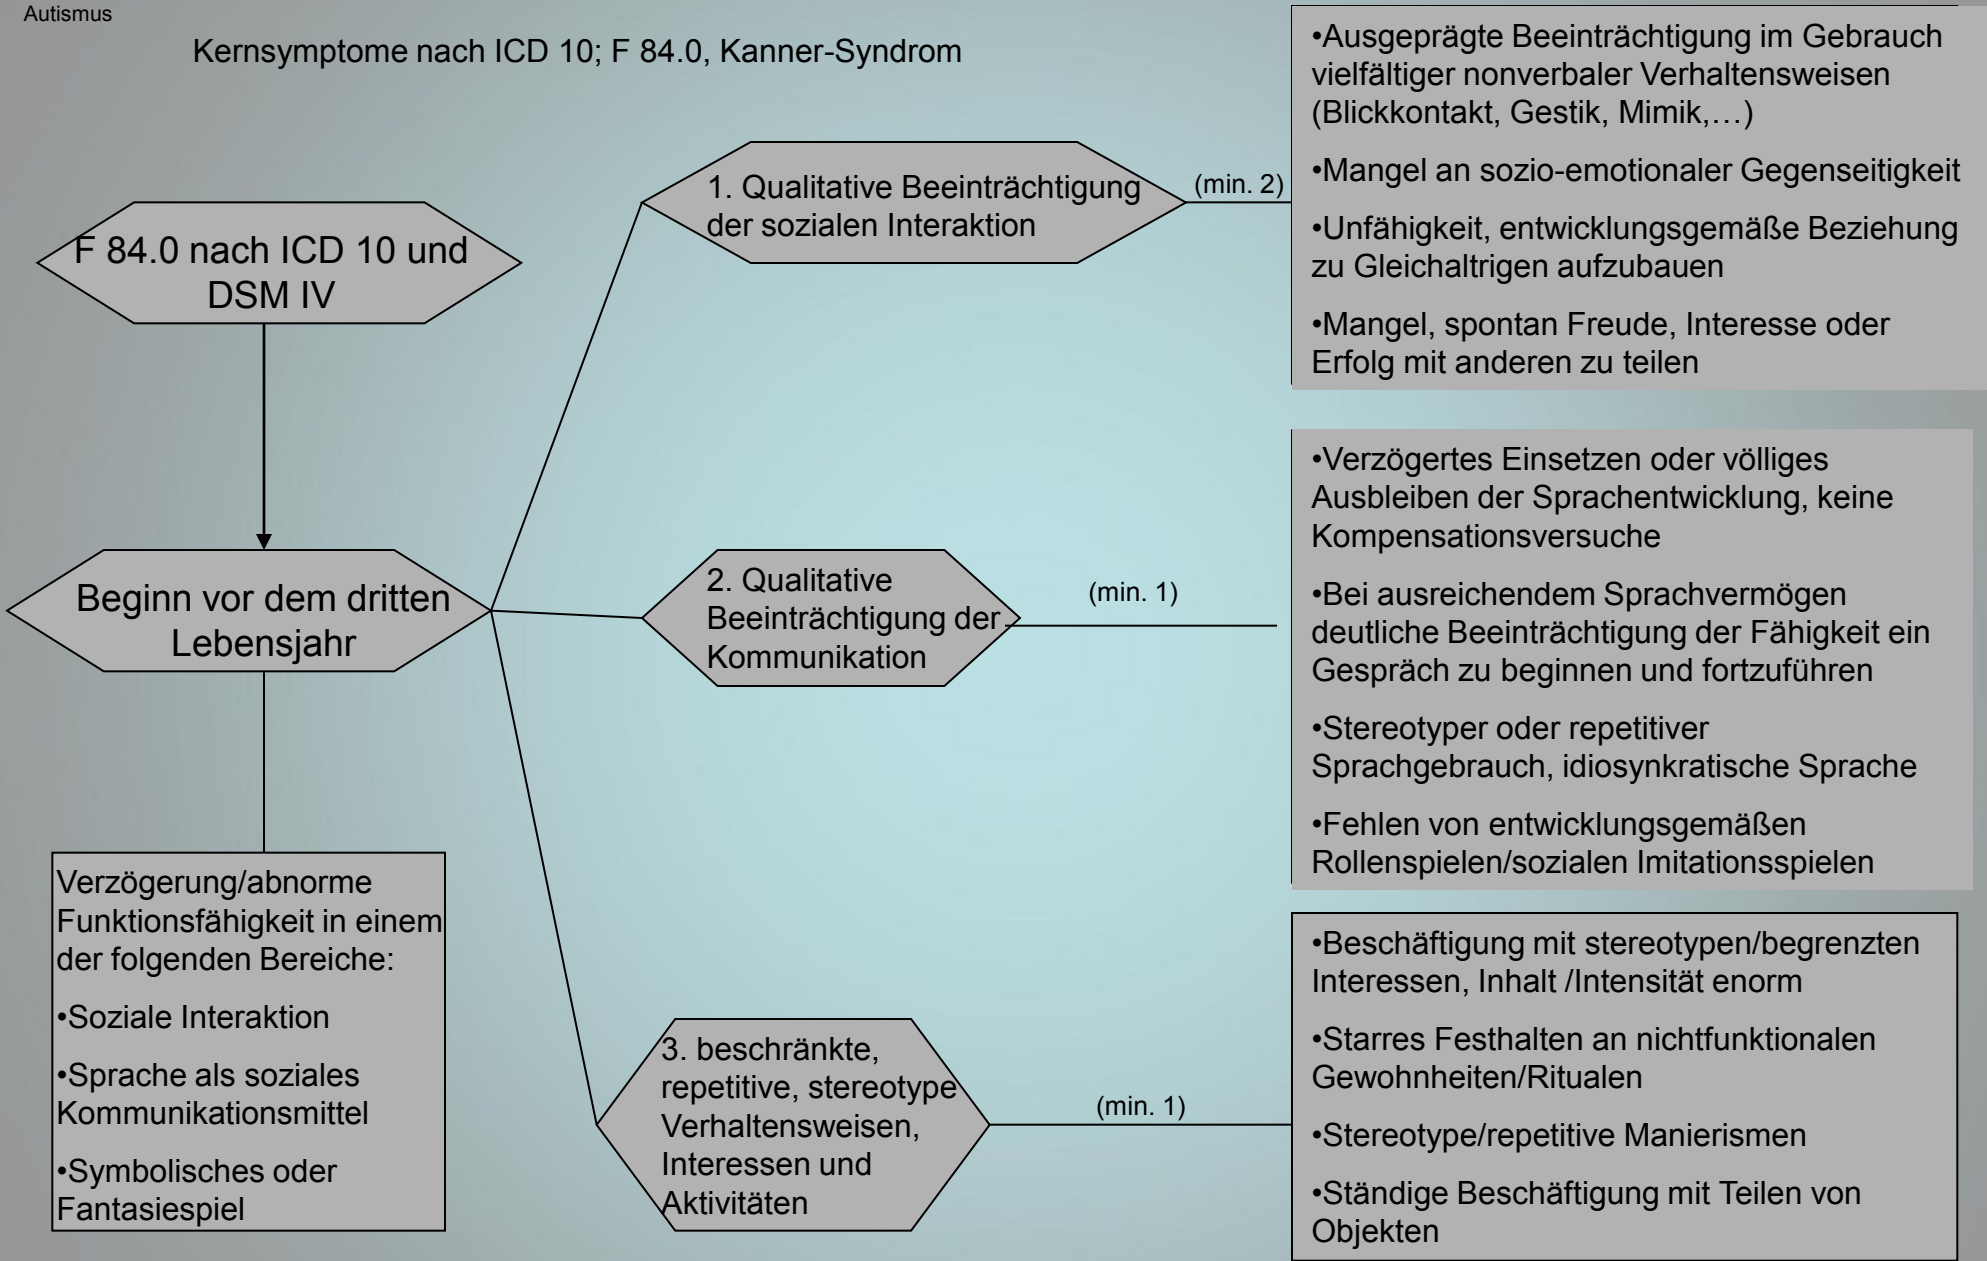 Autismus
Kernsymptome nach ICD 10; F 84.0, Kanner-Syndrom
F 84.0 nach ICD 10 und
DSM IV
Beginn vor dem dritten
Lebensjahr
Verzögerung/abnorme
Funktionsfähigkeit in einem
der folgenden Bereiche:
•Soziale Interaktion
•Sprache als soziales
Kommunikationsmittel
•Symbolisches oder
Fantasiespiel
1. Qualitative Beeinträchtigung
der sozialen Interaktion
(min. 2)
•Ausgeprägte Beeinträchtigung im Gebrauch
vielfältiger nonverbaler Verhaltensweisen
(Blickkontakt, Gestik, Mimik,…)
•Mangel an sozio-emotionaler Gegenseitigkeit
•Unfähigkeit, entwicklungsgemäße Beziehung
zu Gleichaltrigen aufzubauen
•Mangel, spontan Freude, Interesse oder
Erfolg mit anderen zu teilen
2. Qualitative
Beeinträchtigung der
Kommunikation
(min. 1)
•Verzögertes Einsetzen oder völliges
Ausbleiben der Sprachentwicklung, keine
Kompensationsversuche
•Bei ausreichendem Sprachvermögen
deutliche Beeinträchtigung der Fähigkeit ein
Gespräch zu beginnen und fortzuführen
•Stereotyper oder repetitiver
Sprachgebrauch, idiosynkratische Sprache
•Fehlen von entwicklungsgemäßen
Rollenspielen/sozialen Imitationsspielen
3. beschränkte,
repetitive, stereotype
Verhaltensweisen,
Interessen und
Aktivitäten
(min. 1)
•Beschäftigung mit stereotypen/begrenzten
Interessen, Inhalt /Intensität enorm
•Starres Festhalten an nichtfunktionalen
Gewohnheiten/Ritualen
•Stereotype/repetitive Manierismen
•Ständige Beschäftigung mit Teilen von
Objekten